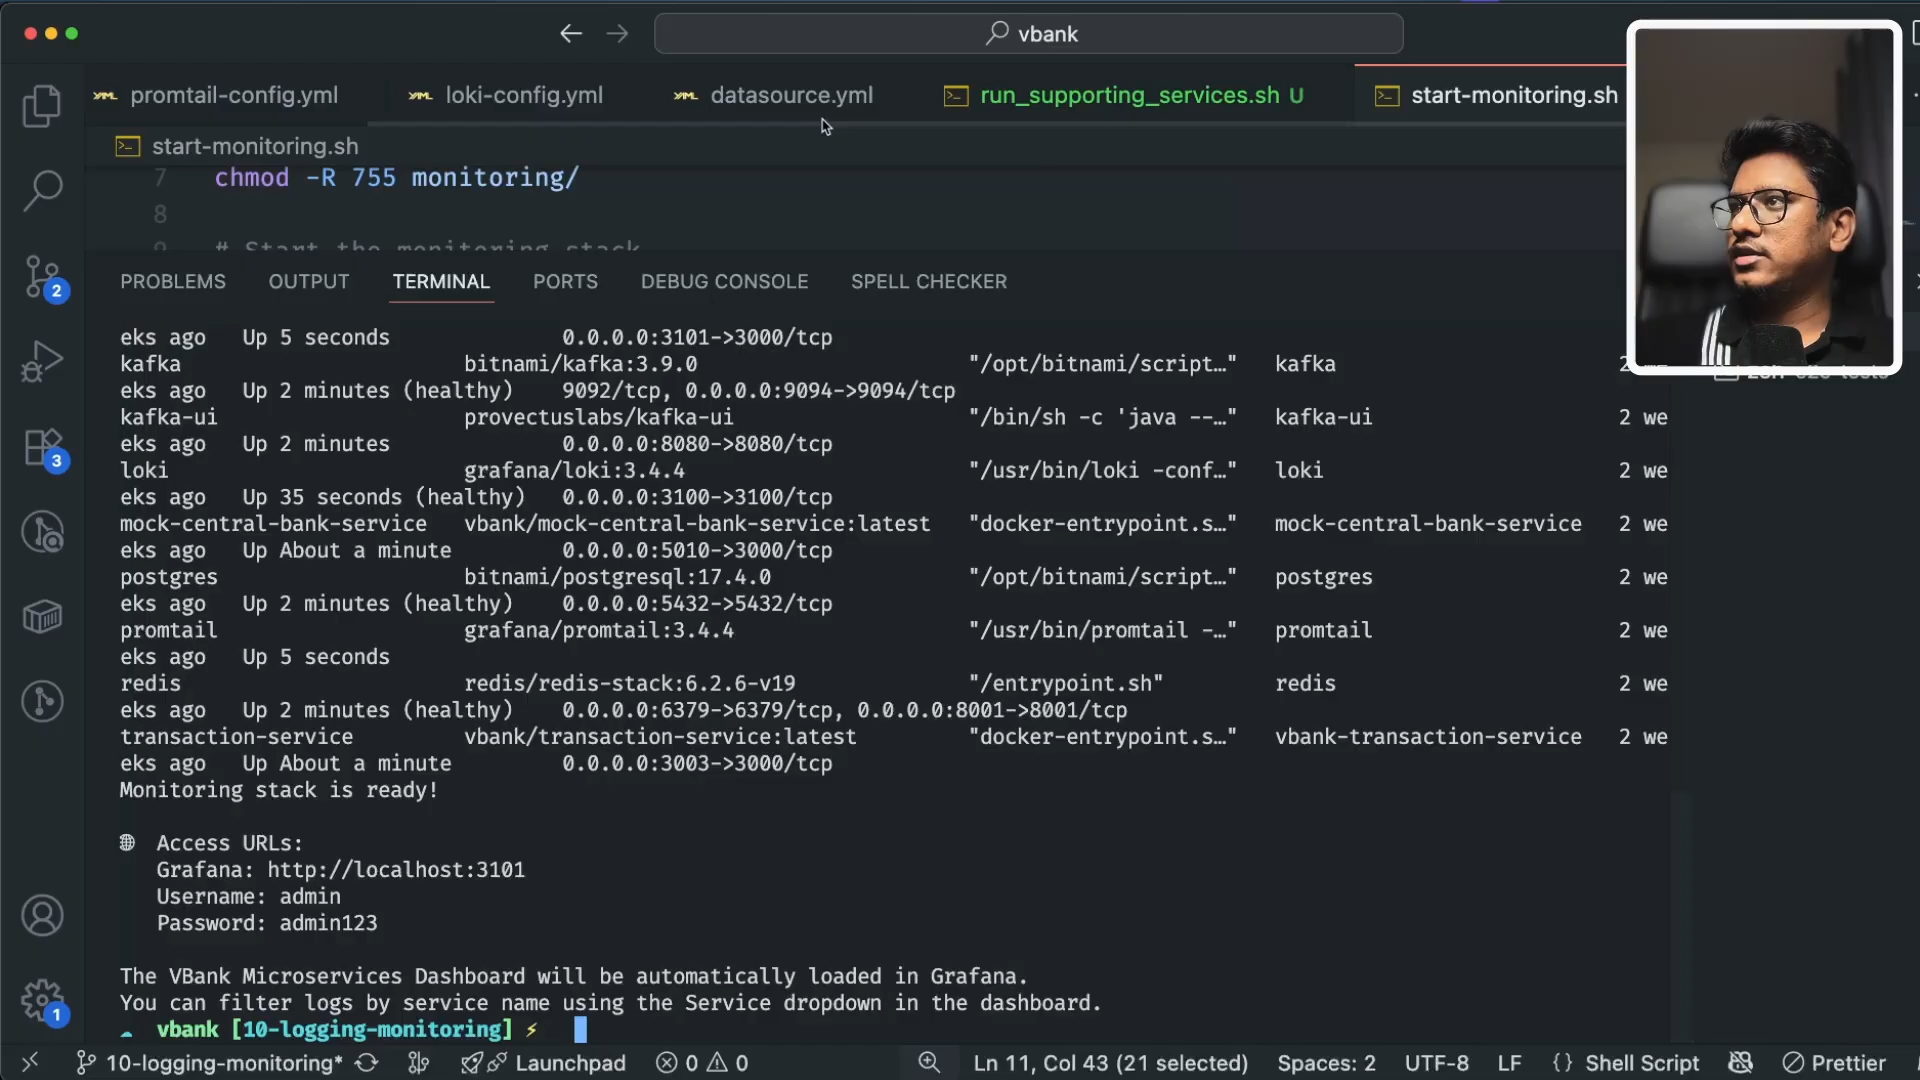 vbank
promtail-config.yml
loki-config.yml
datasource.yml
run_supporting_services.sh U
start-monitoring.sh
start-monitoring.sh
7 chmod -R 755 monitoring/
8
9 # Start the monitoring stack
PROBLEMS OUTPUT TERMINAL PORTS DEBUG CONSOLE SPELL CHECKER
eks ago Up 5 seconds 0.0.0.0:3101->3000/tcp
kafka bitnami/kafka:3.9.0 "/opt/bitnami/script…" kafka
eks ago Up 2 minutes (healthy) 9092/tcp, 0.0.0.0:9094->9094/tcp
kafka-ui provectuslabs/kafka-ui "/bin/sh -c 'java --…" kafka-ui 2 we
eks ago Up 2 minutes 0.0.0.0:8080->8080/tcp
loki grafana/loki:3.4.4 "/usr/bin/loki -conf…" loki 2 we
eks ago Up 35 seconds (healthy) 0.0.0.0:3100->3100/tcp
mock-central-bank-service vbank/mock-central-bank-service:latest "docker-entrypoint.s…" mock-central-bank-service 2 we
eks ago Up About a minute 0.0.0.0:5010->3000/tcp
postgres bitnami/postgresql:17.4.0 "/opt/bitnami/script…" postgres 2 we
eks ago Up 2 minutes (healthy) 0.0.0.0:5432->5432/tcp
promtail grafana/promtail:3.4.4 "/usr/bin/promtail -…" promtail 2 we
eks ago Up 5 seconds
redis redis/redis-stack:6.2.6-v19 "/entrypoint.sh" redis 2 we
eks ago Up 2 minutes (healthy) 0.0.0.0:6379->6379/tcp, 0.0.0.0:8001->8001/tcp
transaction-service vbank/transaction-service:latest "docker-entrypoint.s…" vbank-transaction-service 2 we
eks ago Up About a minute 0.0.0.0:3003->3000/tcp
Monitoring stack is ready!
Access URLs:
Grafana: http://localhost:3101
Username: admin
Password: admin123
The VBank Microservices Dashboard will be automatically loaded in Grafana.
You can filter logs by service name using the Service dropdown in the dashboard.
vbank [10-logging-monitoring] ⚡
2
3
1
10-logging-monitoring* Launchpad 0 0 Ln 11, Col 43 (21 selected) Spaces: 2 UTF-8 LF {} Shell Script Prettier